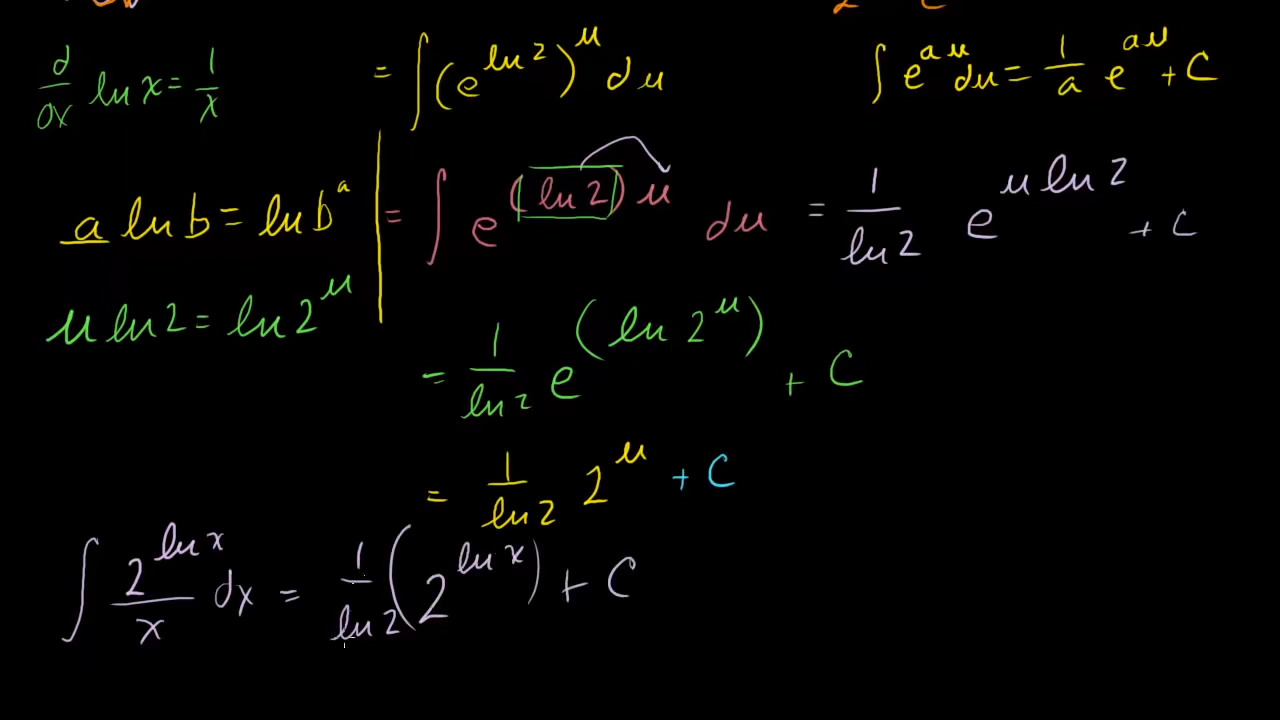 d/dx ln x = 1/x
= ∫ (e^(ln 2))^u du
∫ e^(au) du = 1/a e^(au) + C
a ln b = ln b^a
= ∫ e^((ln 2) u) du = 1/(ln 2) e^(u ln 2) + C
u ln 2 = ln 2^u
= 1/(ln 2) e^((ln 2^u)) + C
= 1/(ln 2) 2^u + C
∫ 2^(ln x)/x dx = 1/(ln 2) (2^(ln x)) + C